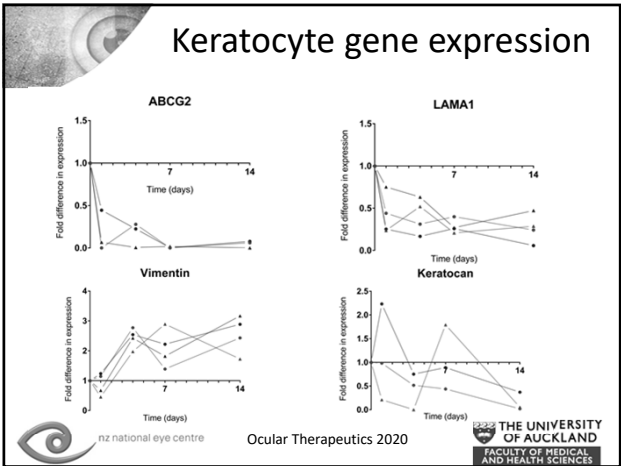 Keratocyte gene expression
ABCG2
1.5
1.0
0.5
0.0
7
14
Time (days)
Fold difference in expression
LAMA1
1.5
1.0
0.5
0.0
7
14
Time (days)
Fold difference in expression
Vimentin
4
3
2
1
0
7
14
Time (days)
Fold difference in expression
Keratocan
2.5
2.0
1.5
1.0
0.5
0.0
7
14
Time (days)
Fold difference in expression
nz national eye centre
Ocular Therapeutics 2020
THE UNIVERSITY
OF AUCKLAND
FACULTY OF MEDICAL
AND HEALTH SCIENCES